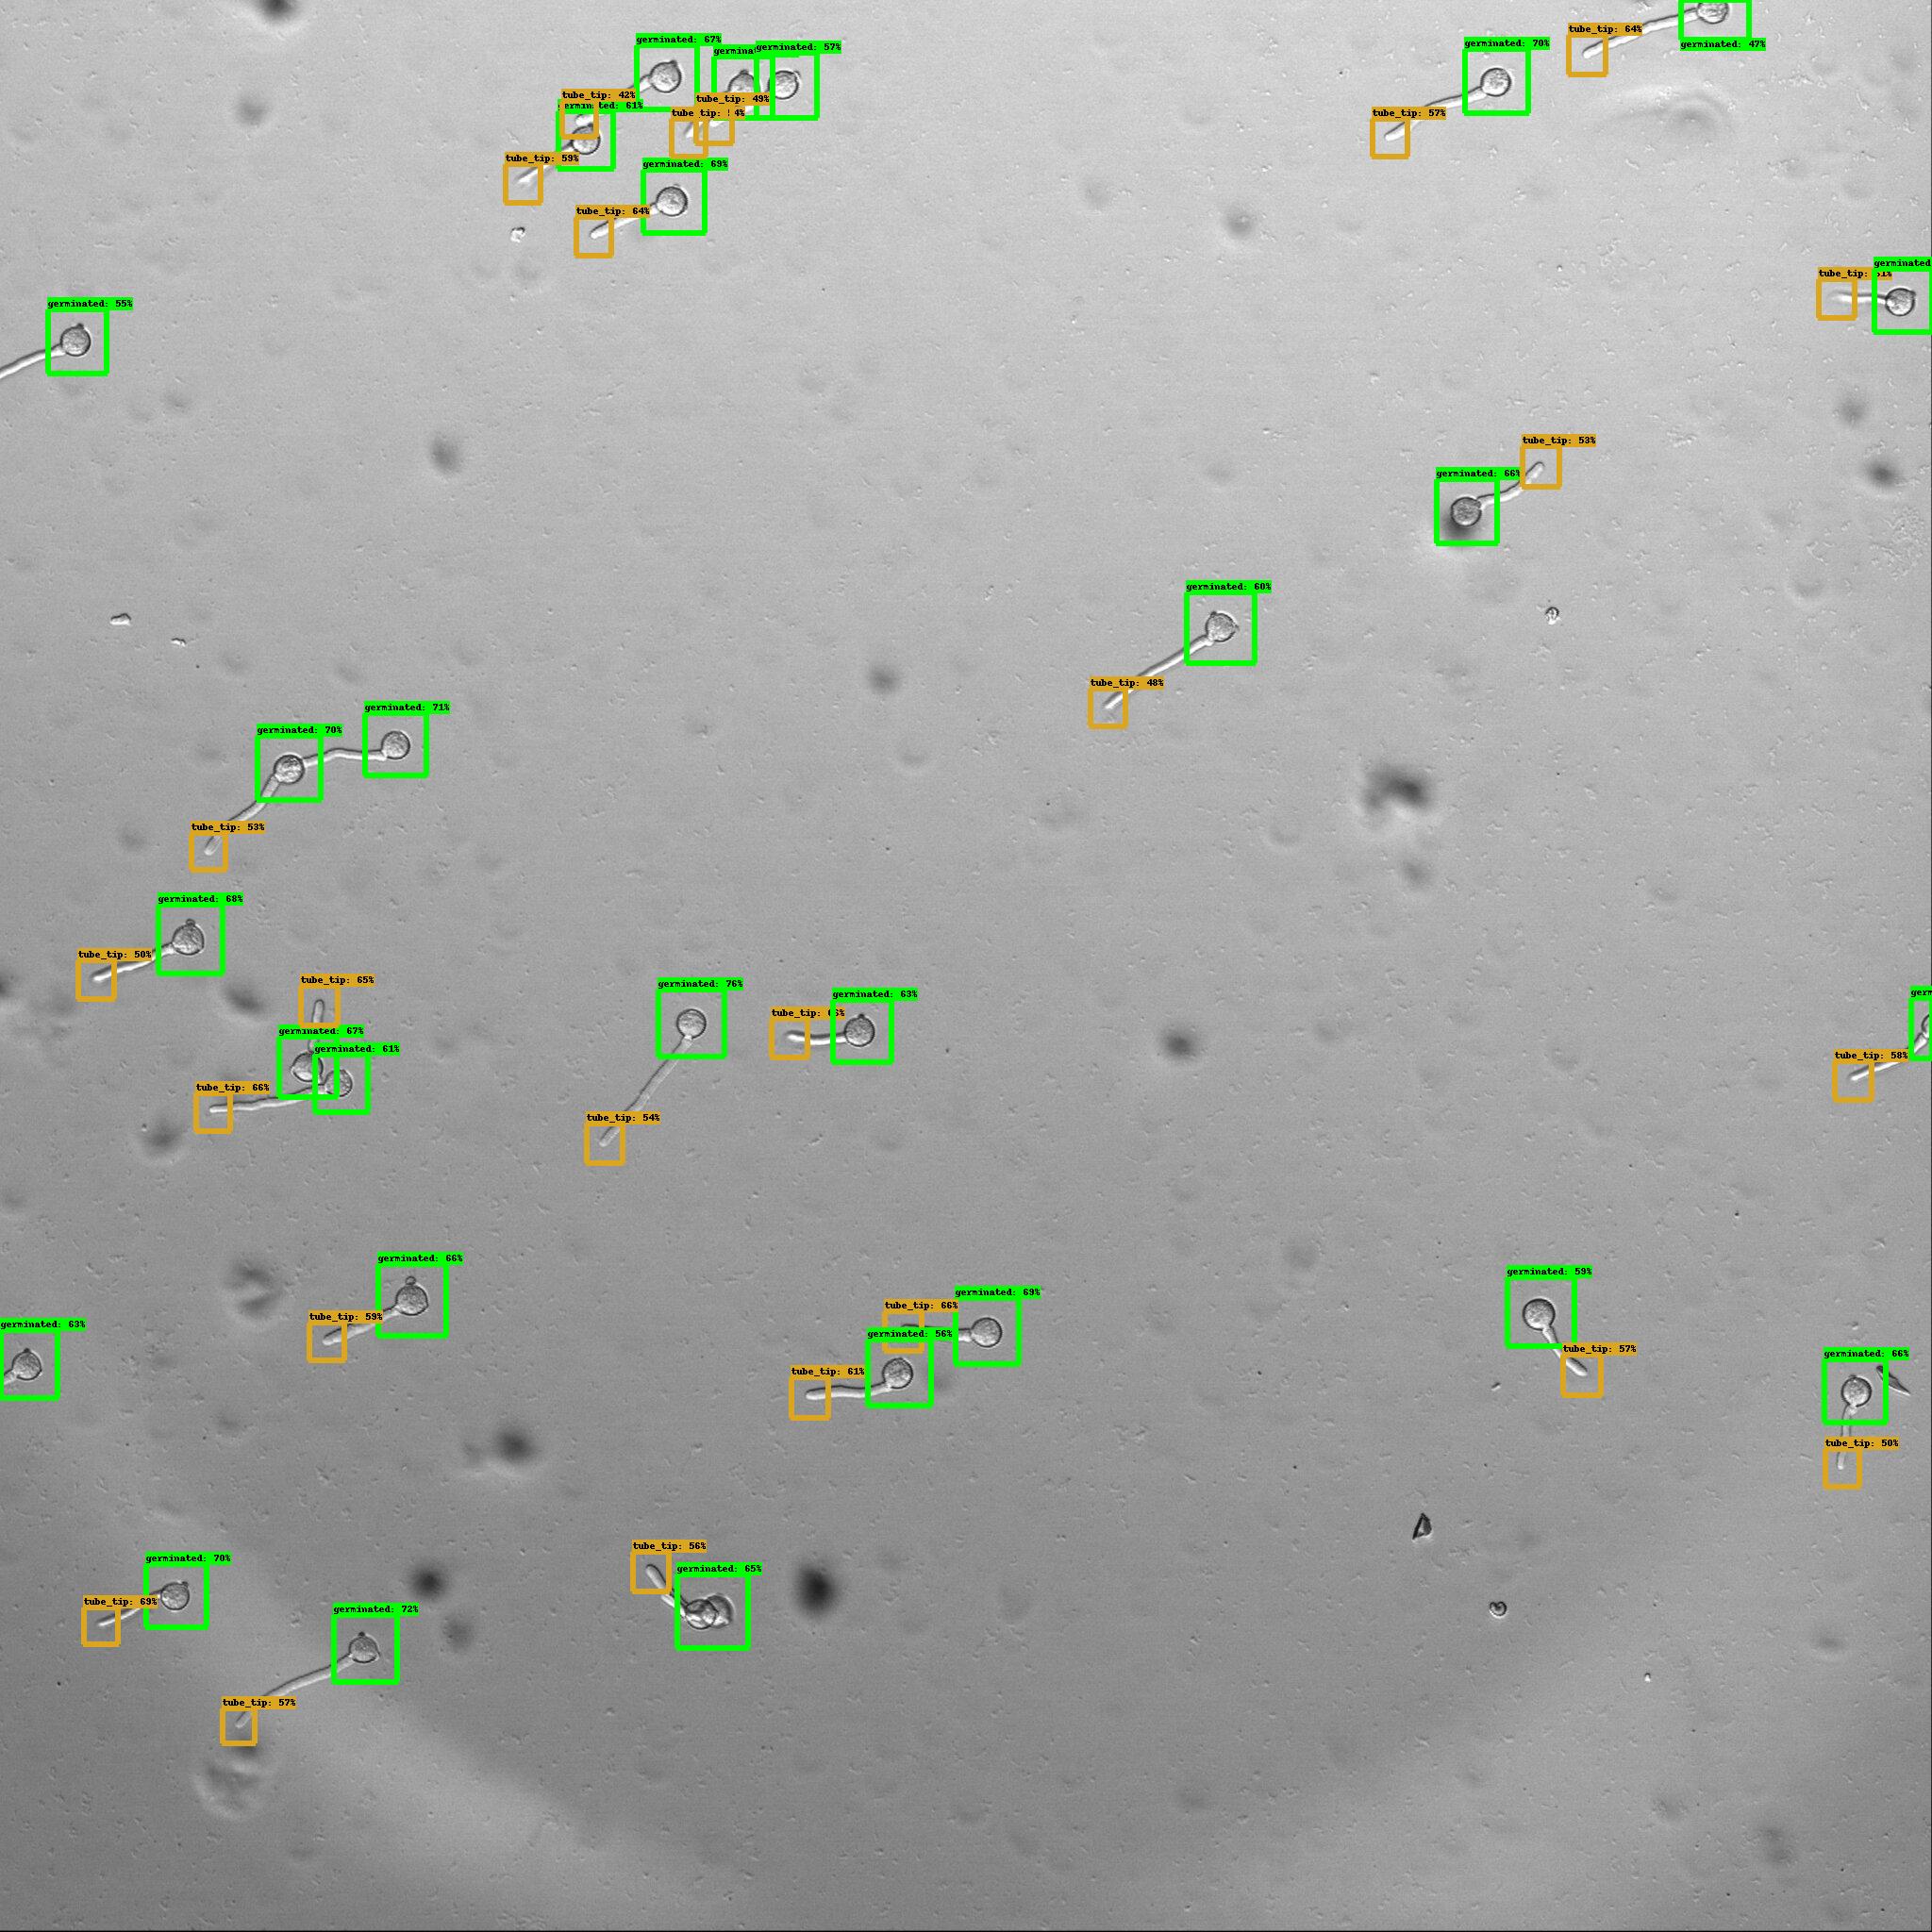 tube_tip: 64%
germinated: 47%
germinated: 67%
germinated: 57%
germinated: 70%
tube_tip: 42%
tube_tip: 49%
germinated: 61%
tube_tip: 57%
tube_tip: 59%
germinated: 69%
tube_tip: 64%
germinated
tube_tip:
germinated: 55%
tube_tip: 53%
germinated: 66%
germinated: 60%
tube_tip: 48%
germinated: 71%
germinated: 70%
tube_tip: 53%
germinated: 68%
tube_tip: 50%
tube_tip: 65%
germinated: 76%
germinated: 63%
tube_tip:
germinated: 67%
germinated: 61%
tube_tip: 58%
tube_tip: 66%
tube_tip: 54%
germinated: 66%
germinated: 59%
germinated: 69%
tube_tip: 66%
tube_tip: 59%
germinated: 63%
germinated: 56%
tube_tip: 57%
germinated: 66%
tube_tip: 61%
tube_tip: 50%
tube_tip: 56%
germinated: 70%
germinated: 65%
tube_tip: 69%
germinated: 72%
tube_tip: 57%